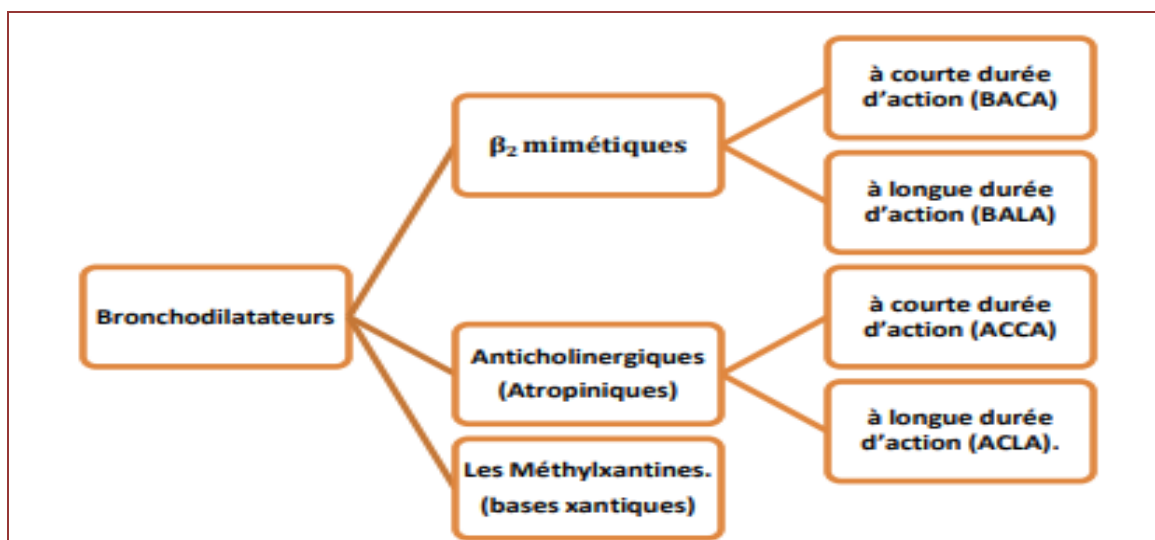 Bronchodilatateurs
β₂ mimétiques
à courte durée
d’action (BACA)
à longue durée
d’action (BALA)
Anticholinergiques
(Atropiniques)
à courte durée
d’action (ACCA)
à longue durée
d’action (ACLA).
Les Méthylxantines.
(bases xantiques)